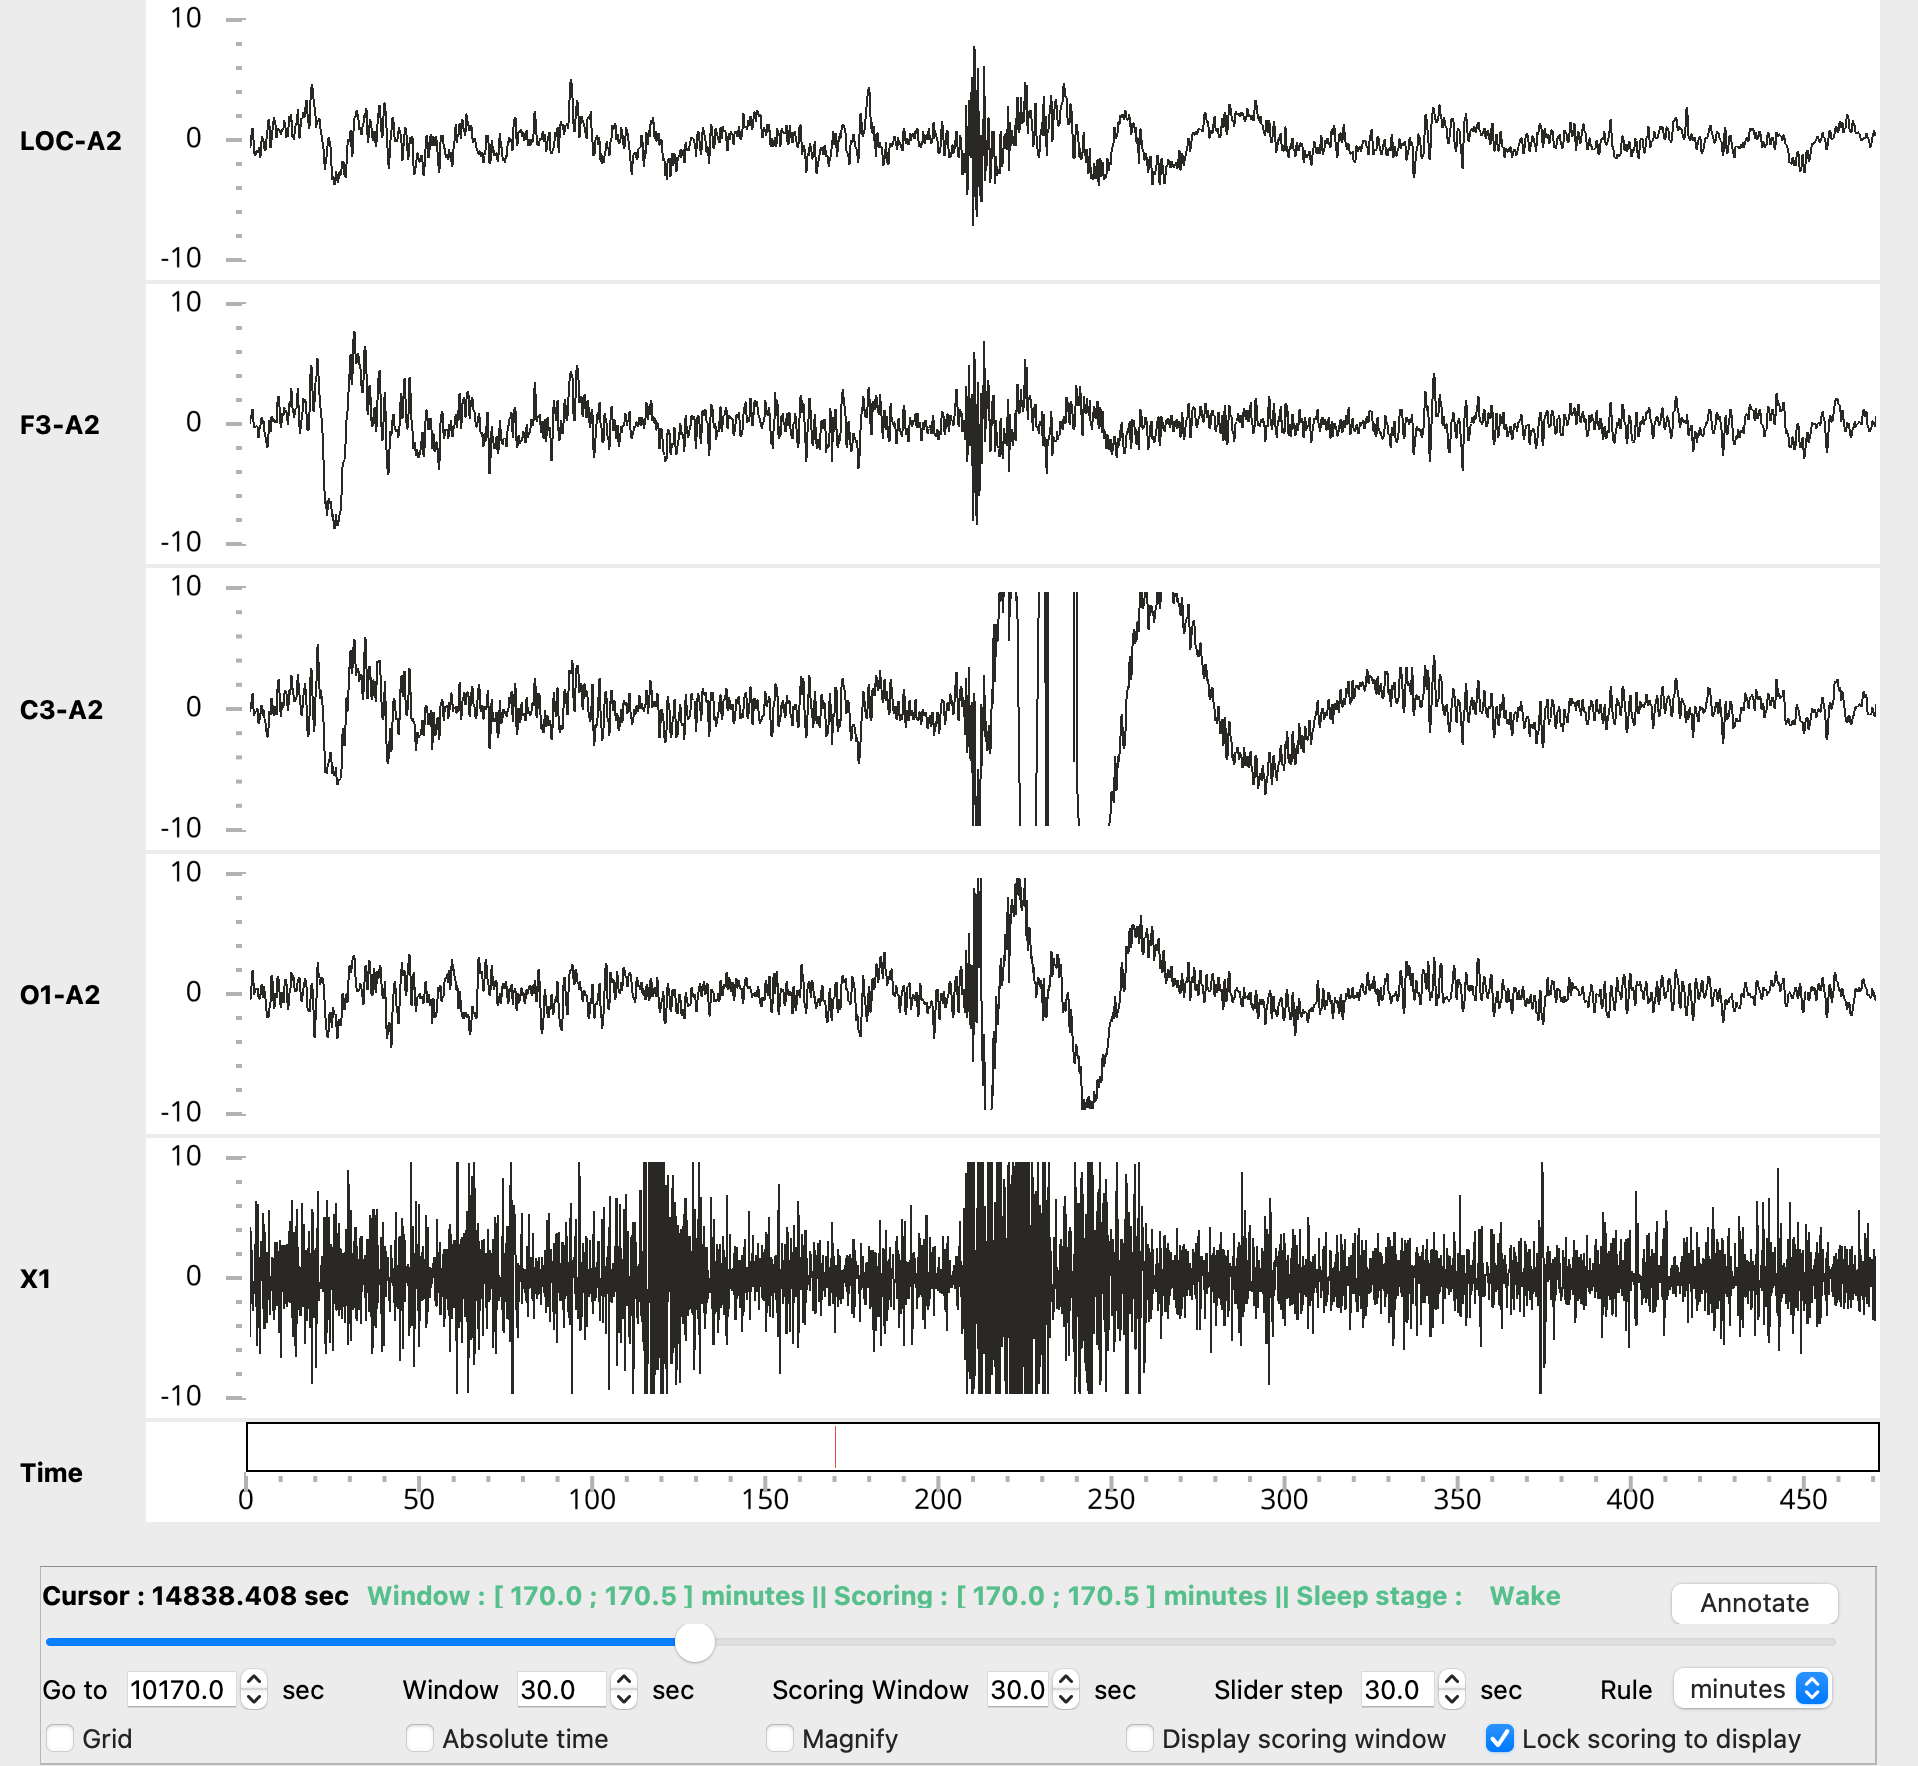 10
LOC-A2
0
-10
10
F3-A2
0
-10
10
C3-A2
0
-10
10
O1-A2
0
-10
10
X1
0
-10
Time
0 50 100 150 200 250 300 350 400 450
Cursor : 14838.408 sec Window : [ 170.0 ; 170.5 ] minutes || Scoring : [ 170.0 ; 170.5 ] minutes || Sleep stage : Wake Annotate
Go to 10170.0 sec Window 30.0 sec Scoring Window 30.0 sec Slider step 30.0 sec Rule minutes
Grid Absolute time Magnify Display scoring window Lock scoring to display